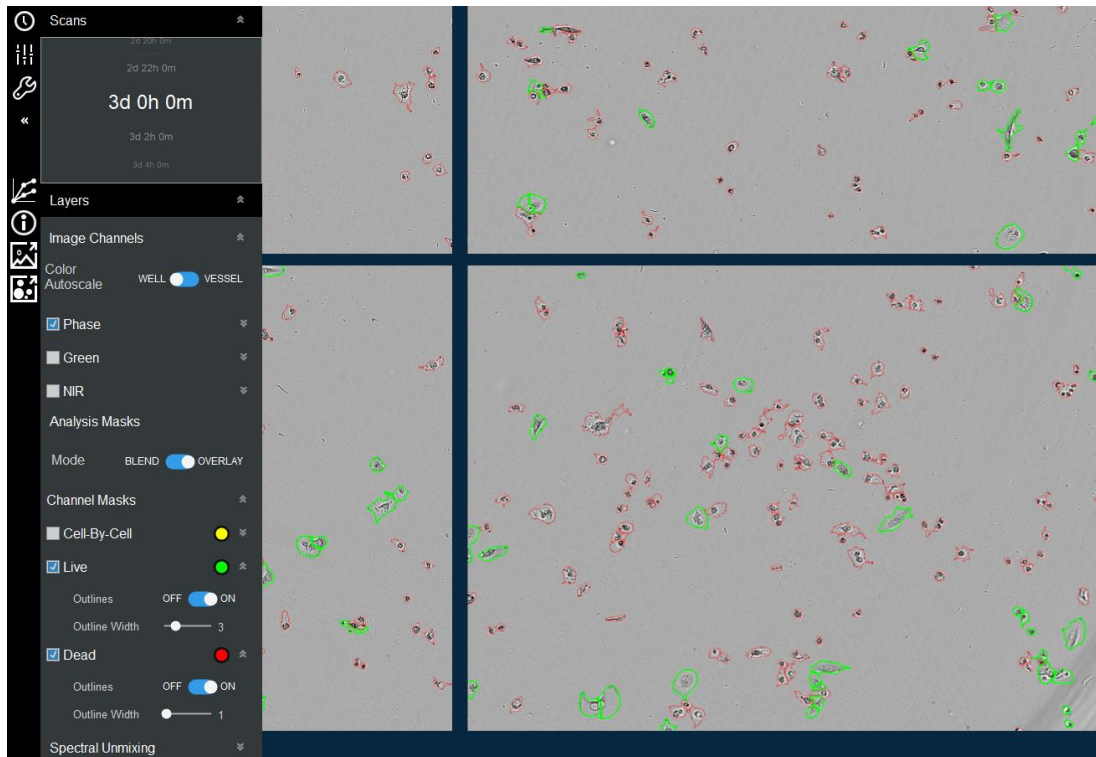 Scans
2d 20h 0m
2d 22h 0m
3d 0h 0m
3d 2h 0m
3d 4h 0m
Layers
Image Channels
Color Autoscale WELL VESSEL
Phase
Green
NIR
Analysis Masks
Mode BLEND OVERLAY
Channel Masks
Cell-By-Cell
Live
Outlines OFF ON
Outline Width 3
Dead
Outlines OFF ON
Outline Width 1
Spectral Unmixing